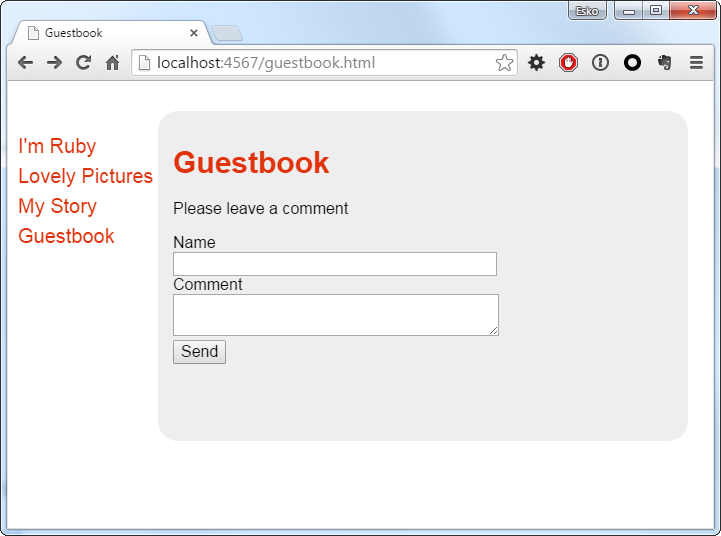 Esko
Guestbook
localhost:4567/guestbook.html
I'm Ruby
Lovely Pictures
My Story
Guestbook
Guestbook
Please leave a comment
Name
Comment
Send